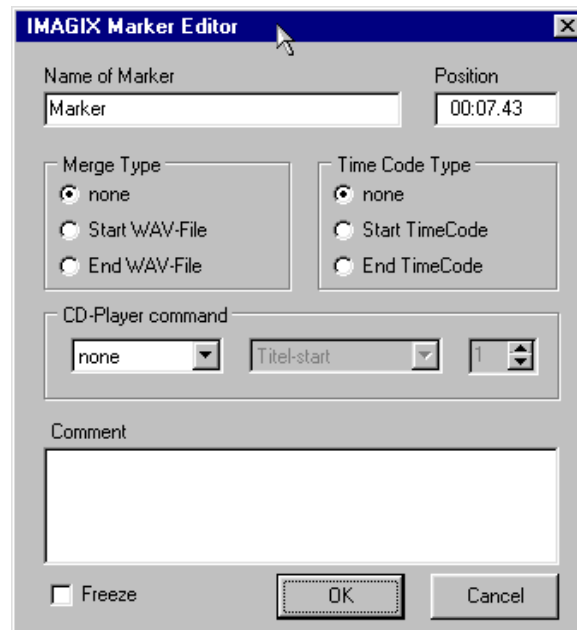 IMAGIX Marker Editor
Name of Marker Position
Marker 00:07.43
Merge Type Time Code Type
none none
Start WAV-File Start TimeCode
End WAV-File End TimeCode
CD-Player command
none Titel-start 1
Comment
Freeze OK Cancel